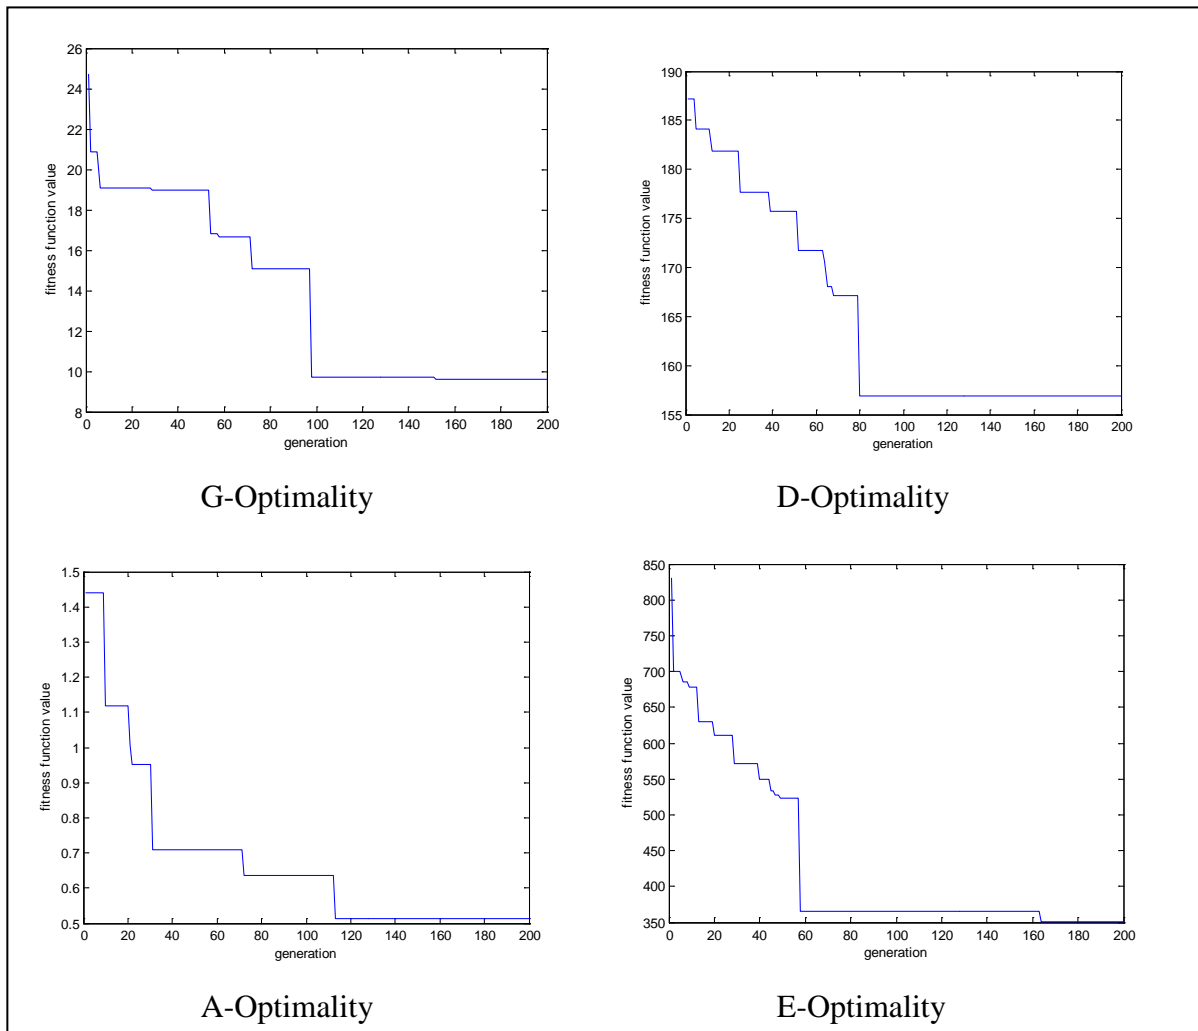 26
24
22
20
18
16
14
12
10
8
fitness function value
0 20 40 60 80 100 120 140 160 180 200
generation
G-Optimality
190
185
180
175
170
165
160
155
fitness function value
0 20 40 60 80 100 120 140 160 180 200
generation
D-Optimality
1.5
1.4
1.3
1.2
1.1
1
0.9
0.8
0.7
0.6
0.5
fitness function value
0 20 40 60 80 100 120 140 160 180 200
generation
A-Optimality
850
800
750
700
650
600
550
500
450
400
350
fitness function value
0 20 40 60 80 100 120 140 160 180 200
generation
E-Optimality